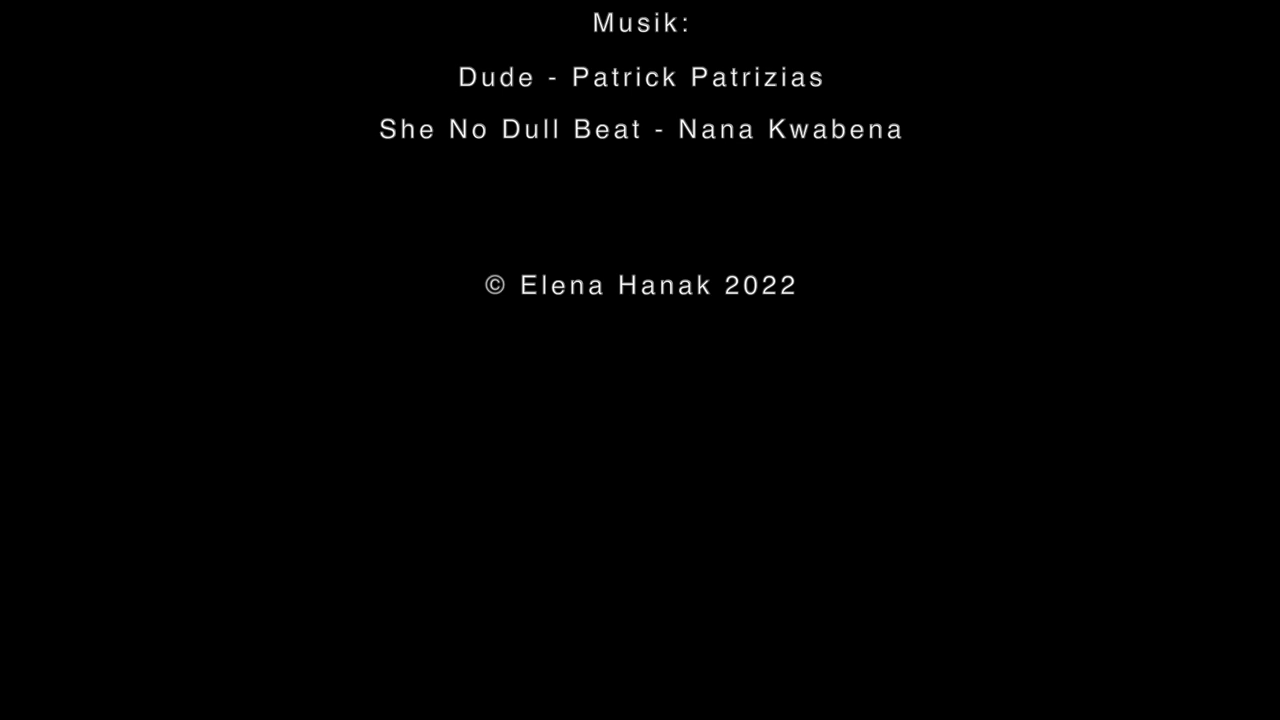 Musik:
Dude - Patrick Patrizias
She No Dull Beat - Nana Kwabena
© Elena Hanak 2022